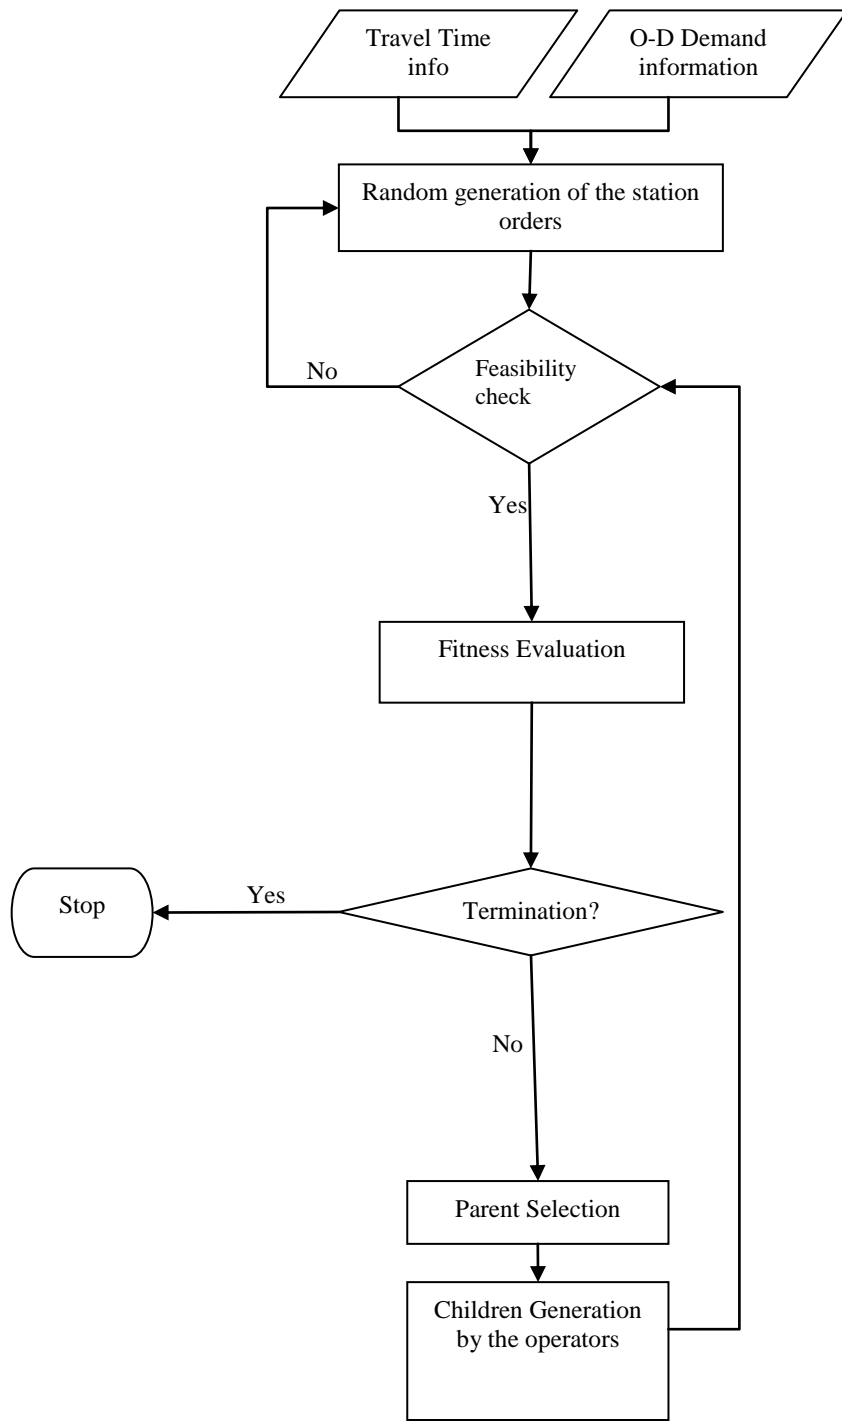 Travel Time
info
O-D Demand
information
Random generation of the station
orders
No
Feasibility
check
Yes
Fitness Evaluation
Stop
Yes
Termination?
No
Parent Selection
Children Generation
by the operators